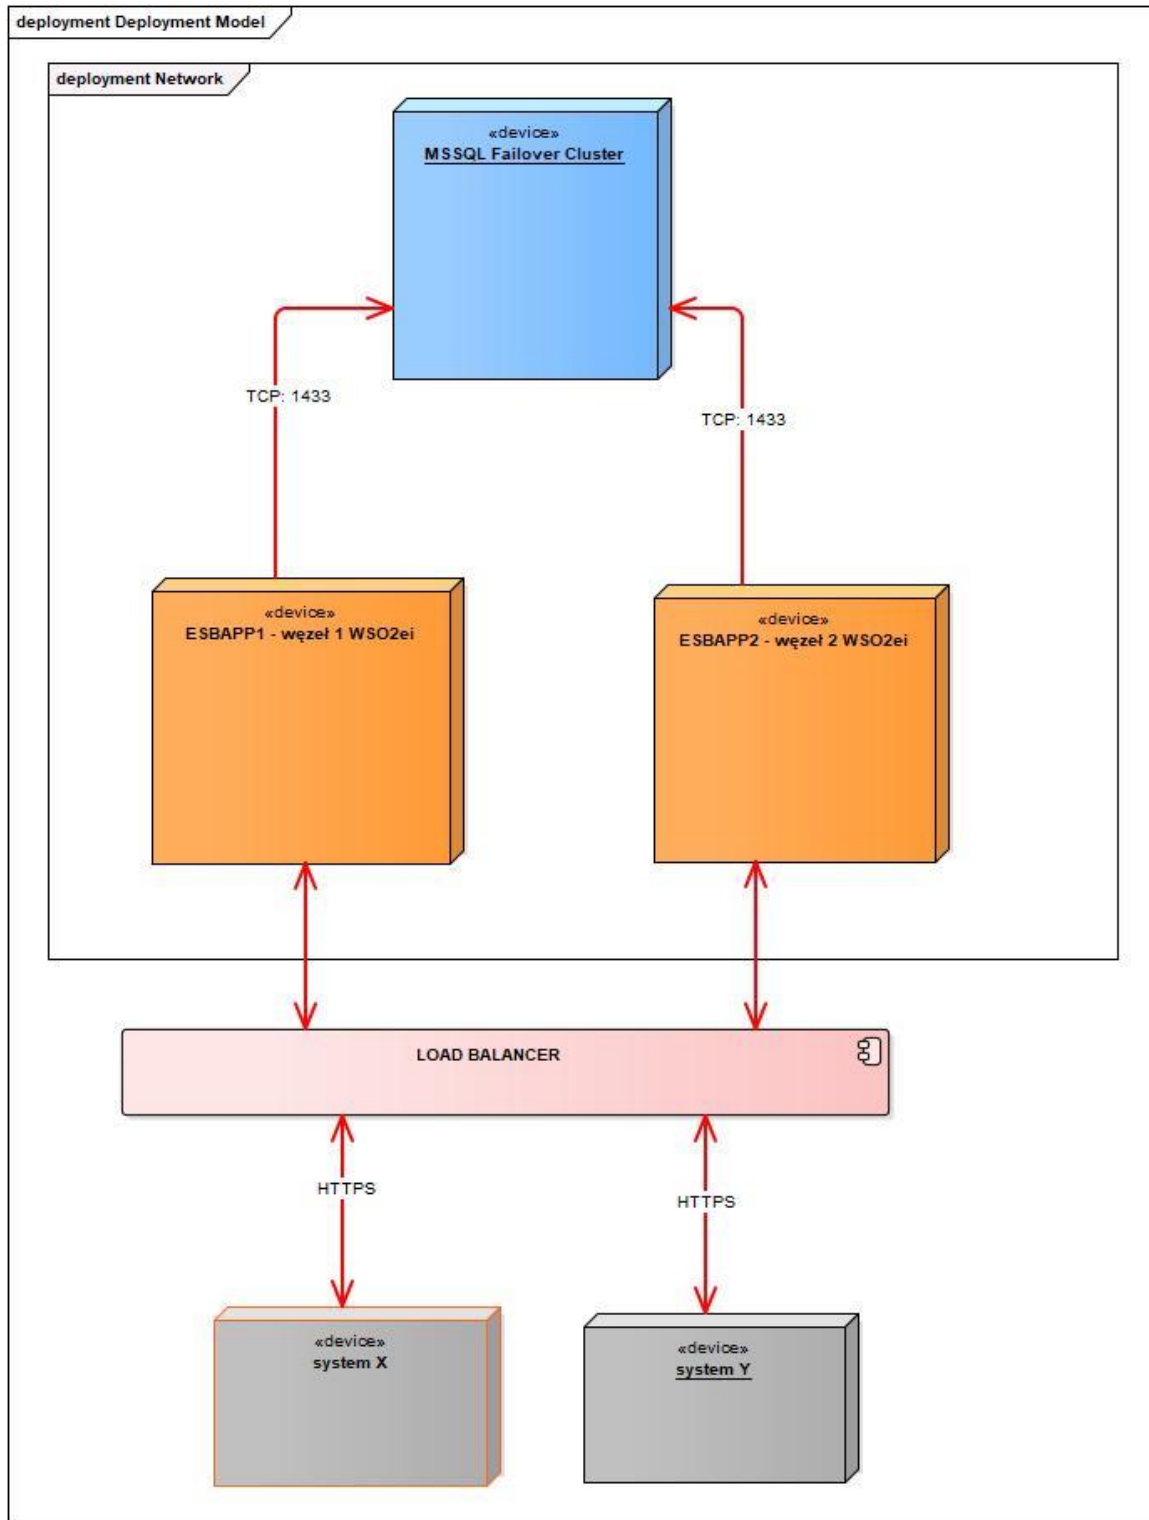 deployment Deployment Model
deployment Network
«device»
MSSQL Failover Cluster
TCP: 1433
TCP: 1433
«device»
ESBAPP1 - węzeł 1 WSO2ei
«device»
ESBAPP2 - węzeł 2 WSO2ei
LOAD BALANCER
HTTPS
HTTPS
«device»
system X
«device»
system Y